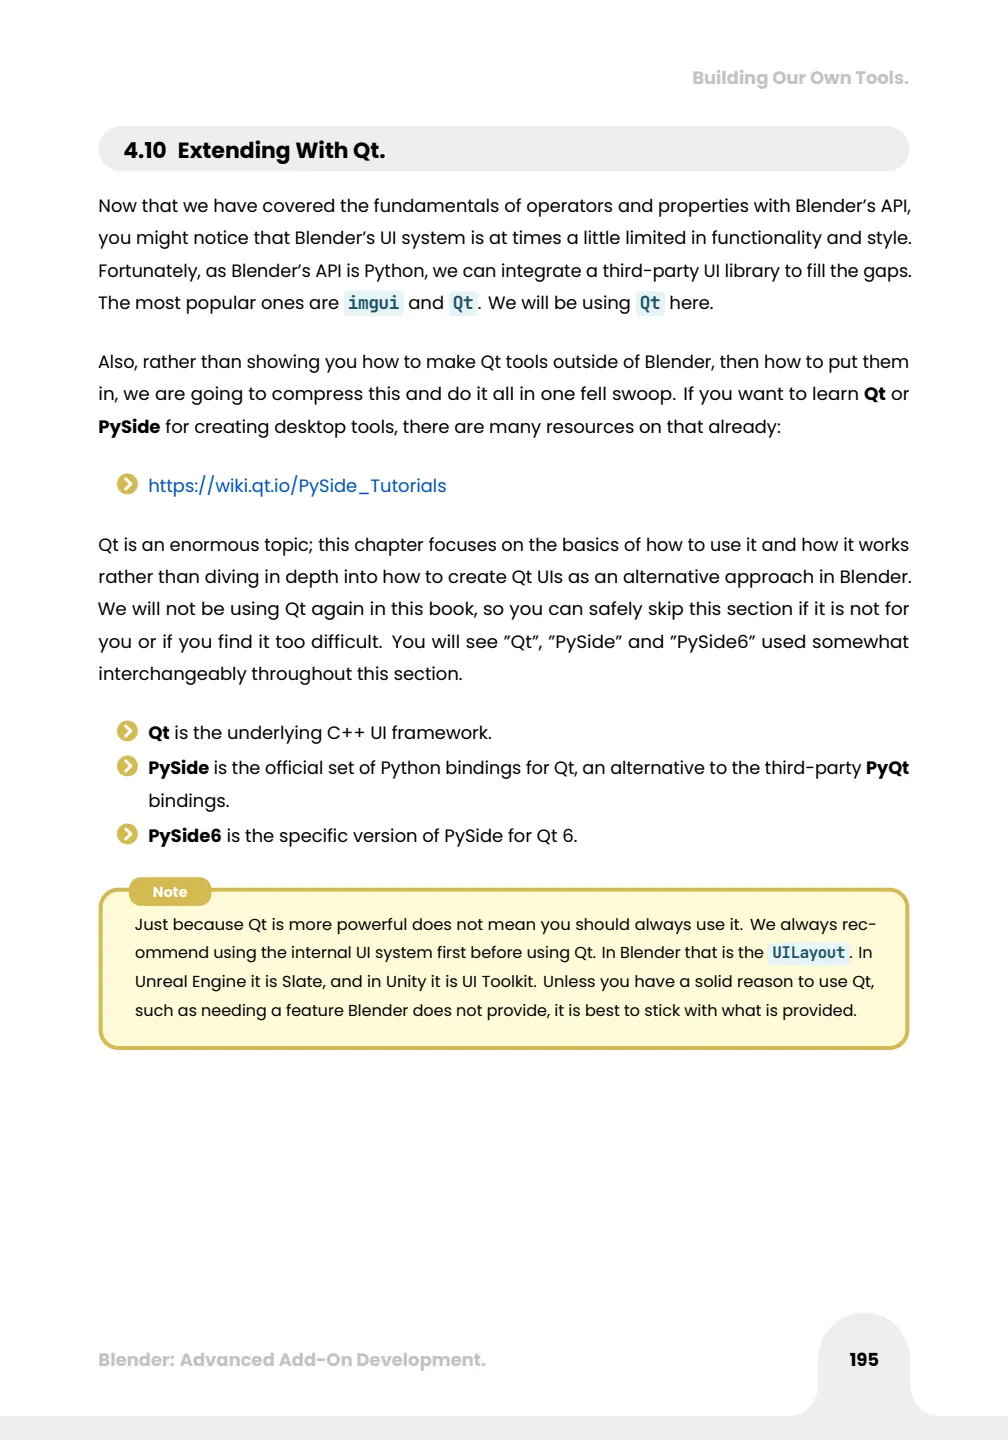 Building Our Own Tools.
4.10 Extending With Qt.
Now that we have covered the fundamentals of operators and properties with Blender’s API,
you might notice that Blender’s UI system is at times a little limited in functionality and style.
Fortunately, as Blender’s API is Python, we can integrate a third-party UI library to fill the gaps.
The most popular ones are imgui and Qt. We will be using Qt here.
Also, rather than showing you how to make Qt tools outside of Blender, then how to put them
in, we are going to compress this and do it all in one fell swoop. If you want to learn Qt or
PySide for creating desktop tools, there are many resources on that already:
https://wiki.qt.io/PySide_Tutorials
Qt is an enormous topic; this chapter focuses on the basics of how to use it and how it works
rather than diving in depth into how to create Qt UIs as an alternative approach in Blender.
We will not be using Qt again in this book, so you can safely skip this section if it is not for
you or if you find it too difficult. You will see ”Qt”, ”PySide” and ”PySide6” used somewhat
interchangeably throughout this section.
Qt is the underlying C++ UI framework.
PySide is the official set of Python bindings for Qt, an alternative to the third-party PyQt
bindings.
PySide6 is the specific version of PySide for Qt 6.
Note
Just because Qt is more powerful does not mean you should always use it. We always rec-
ommend using the internal UI system first before using Qt. In Blender that is the UILayout. In
Unreal Engine it is Slate, and in Unity it is UI Toolkit. Unless you have a solid reason to use Qt,
such as needing a feature Blender does not provide, it is best to stick with what is provided.
Blender: Advanced Add-On Development.
195